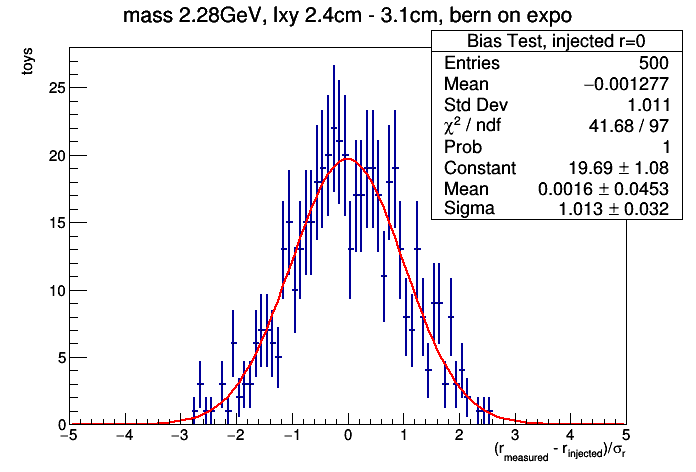 mass 2.28GeV, lxy 2.4cm - 3.1cm, bern on expo
Bias Test, injected r=0
Entries 500
Mean −0.001277
Std Dev 1.011
χ² / ndf 41.68 / 97
Prob 1
Constant 19.69 ± 1.08
Mean 0.0016 ± 0.0453
Sigma 1.013 ± 0.032
toys
25
20
15
10
5
0
−5 −4 −3 −2 −1 0 1 2 3 4 5
(r_measured - r_injected)/σ_r